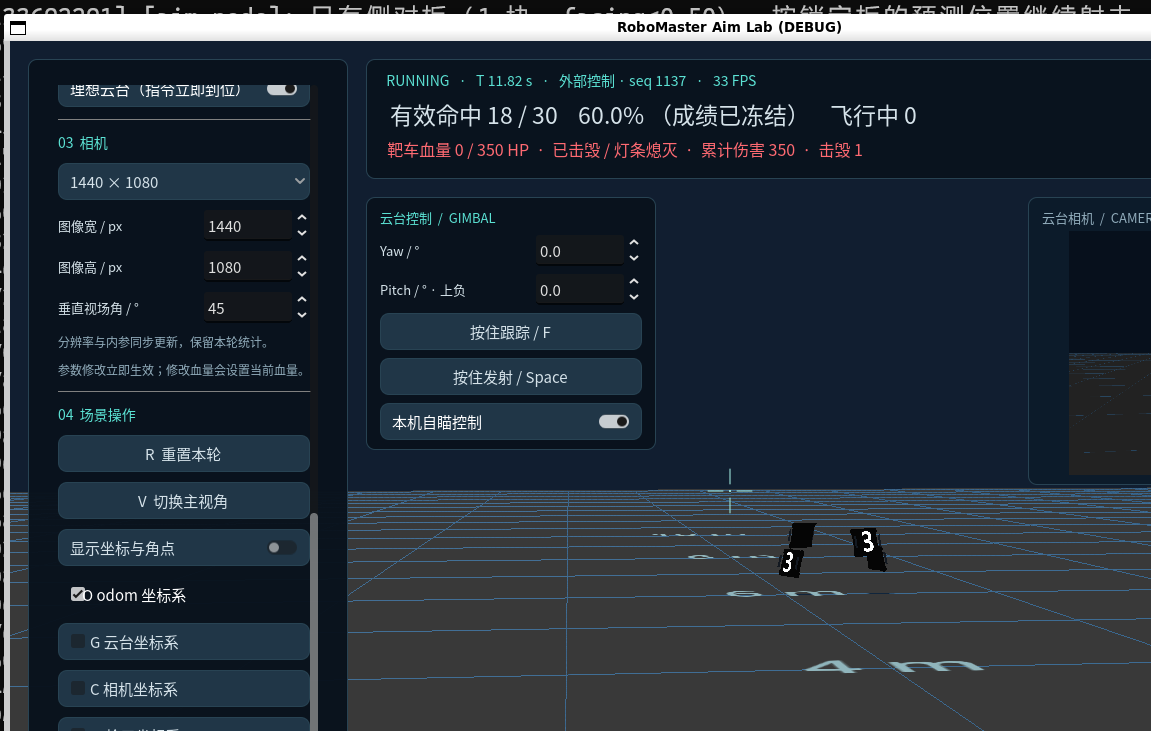 RoboMaster Aim Lab (DEBUG)
理想云台（指令立即到位）
03 相机
1440 × 1080
图像宽 / px 1440
图像高 / px 1080
垂直视场角 / ° 45
分辨率与内参同步更新，保留本轮统计。
参数修改立即生效；修改血量会设置当前血量。
04 场景操作
R 重置本轮
V 切换主视角
显示坐标与角点
O odom 坐标系
G 云台坐标系
C 相机坐标系
RUNNING · T 11.82 s · 外部控制 · seq 1137 · 33 FPS
有效命中 18 / 30 60.0% （成绩已冻结） 飞行中 0
靶车血量 0 / 350 HP · 已击毁 / 灯条熄灭 · 累计伤害 350 · 击毁 1
云台控制 / GIMBAL
Yaw / ° 0.0
Pitch / ° · 上负 0.0
按住跟踪 / F
按住发射 / Space
本机自瞄控制
云台相机 / CAMER
3
3
6 m
4 m